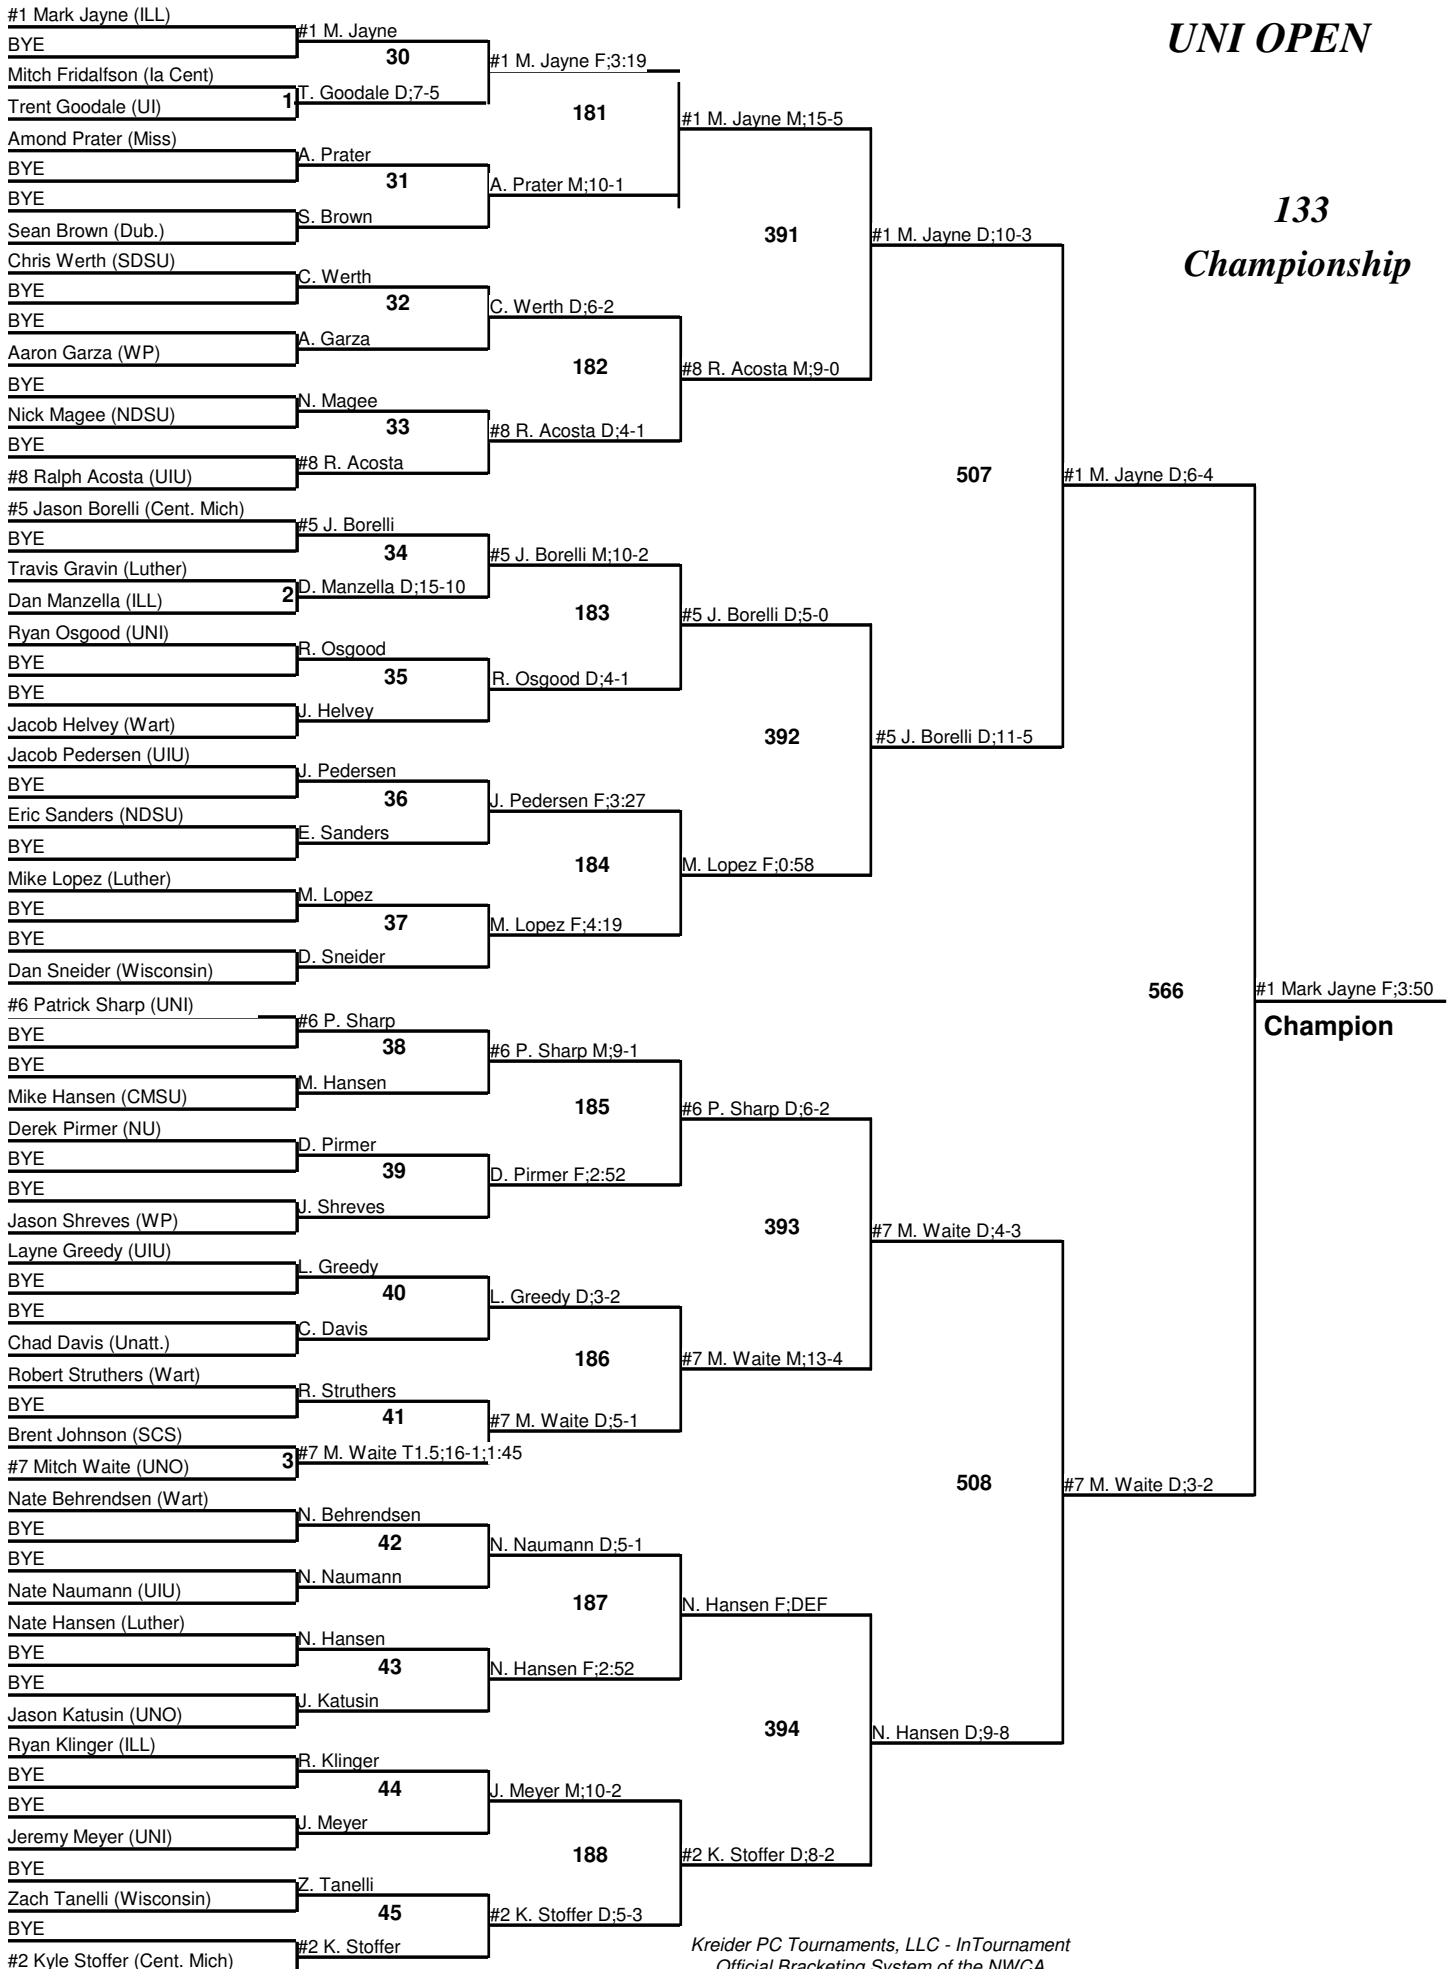 UNI OPEN
133
Championship
#1 Mark Jayne (ILL)
BYE
Mitch Fridalfson (Ia Cent)
Trent Goodale (UI)
Amond Prater (Miss)
BYE
BYE
Sean Brown (Dub.)
Chris Werth (SDSU)
BYE
BYE
Aaron Garza (WP)
BYE
Nick Magee (NDSU)
BYE
#8 Ralph Acosta (UIU)
#5 Jason Borelli (Cent. Mich)
BYE
Travis Gravin (Luther)
Dan Manzella (ILL)
Ryan Osgood (UNI)
BYE
BYE
Jacob Helvey (Wart)
Jacob Pedersen (UIU)
BYE
Eric Sanders (NDSU)
BYE
Mike Lopez (Luther)
BYE
BYE
Dan Sneider (Wisconsin)
#6 Patrick Sharp (UNI)
BYE
BYE
Mike Hansen (CMSU)
Derek Pirmer (NU)
BYE
BYE
Jason Shreves (WP)
Layne Greedy (UIU)
BYE
BYE
Chad Davis (Unatt.)
Robert Struthers (Wart)
BYE
Brent Johnson (SCS)
#7 Mitch Waite (UNO)
Nate Behrendsen (Wart)
BYE
BYE
Nate Naumann (UIU)
Nate Hansen (Luther)
BYE
BYE
Jason Katusin (UNO)
Ryan Klinger (ILL)
BYE
BYE
Jeremy Meyer (UNI)
BYE
Zach Tanelli (Wisconsin)
BYE
#2 Kyle Stoffer (Cent. Mich)
#1 M. Jayne
30
1
T. Goodale D;7-5
A. Prater
31
S. Brown
C. Werth
32
A. Garza
N. Magee
33
#8 R. Acosta
#5 J. Borelli
34
2
D. Manzella D;15-10
R. Osgood
35
J. Helvey
J. Pedersen
36
E. Sanders
M. Lopez
37
D. Sneider
#6 P. Sharp
38
M. Hansen
D. Pirmer
39
J. Shreves
L. Greedy
40
C. Davis
R. Struthers
41
3
#7 M. Waite T1.5;16-1;1:45
N. Behrendsen
42
N. Naumann
N. Hansen
43
J. Katusin
R. Klinger
44
J. Meyer
Z. Tanelli
45
#2 K. Stoffer
#1 M. Jayne F;3:19
181
A. Prater M;10-1
C. Werth D;6-2
182
#8 R. Acosta D;4-1
#5 J. Borelli M;10-2
183
R. Osgood D;4-1
J. Pedersen F;3:27
184
M. Lopez F;4:19
#6 P. Sharp M;9-1
185
D. Pirmer F;2:52
L. Greedy D;3-2
186
#7 M. Waite D;5-1
N. Naumann D;5-1
187
N. Hansen F;2:52
J. Meyer M;10-2
188
#2 K. Stoffer D;5-3
#1 M. Jayne M;15-5
391
#8 R. Acosta M;9-0
#5 J. Borelli D;5-0
392
M. Lopez F;0:58
#6 P. Sharp D;6-2
393
#7 M. Waite M;13-4
N. Hansen F;DEF
394
#2 K. Stoffer D;8-2
#1 M. Jayne D;10-3
507
#5 J. Borelli D;11-5
#7 M. Waite D;4-3
508
N. Hansen D;9-8
#1 M. Jayne D;6-4
566
#7 M. Waite D;3-2
#1 Mark Jayne F;3:50
Champion
Kreider PC Tournaments, LLC - InTournament
Official Bracketing System of the NWCA